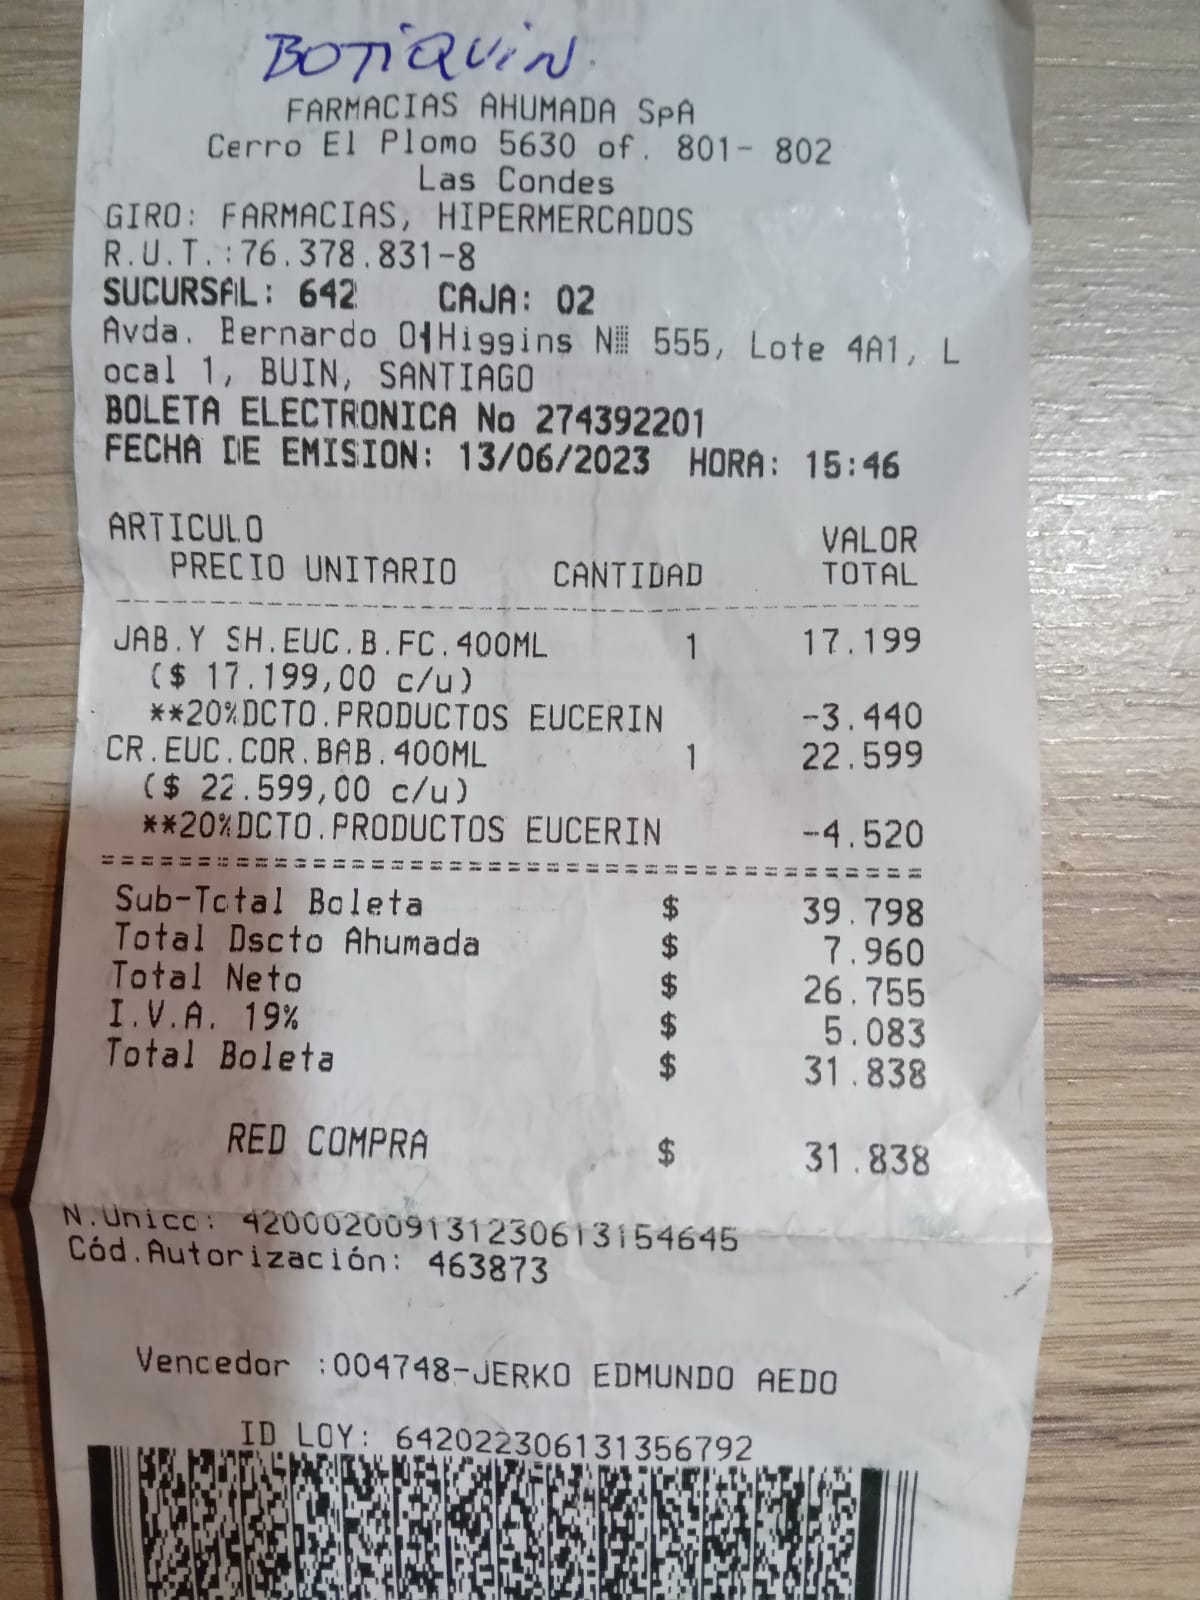 BOTIQUIN.
FARMACIAS AHUMADA SpA
Cerro El Plomo 5630 of. 801- 802
Las Condes
GIRO: FARMACIAS, HIPERMERCADOS
R.U.T.:76.378.831-8
SUCURSAL: 642 CAJA: 02
Avda. Bernardo O'Higgins N 555, Lote 4A1, L
ocal 1, BUIN, SANTIAGO
BOLETA ELECTRONICA No 274392201
FECHA DE EMISION: 13/06/2023 HORA: 15:46
ARTICULO VALOR
PRECIO UNITARIO CANTIDAD TOTAL
JAB.Y SH.EUC.B.FC.400ML 1 17.199
($ 17.199,00 c/u)
**20%DCTO.PRODUCTOS EUCERIN -3.440
CR.EUC.COR.BAB.400ML 1 22.599
($ 22.599,00 c/u)
**20%DCTO.PRODUCTOS EUCERIN -4.520
Sub-Total Boleta $ 39.798
Total Dscto Ahumada $ 7.960
Total Neto $ 26.755
I.V.A. 19% $ 5.083
Total Boleta $ 31.838
RED COMPRA $ 31.838
N.Unico: 42000200913123061315464​5
Cód.Autorización: 463873
Vendedor :004748-JERKO EDMUNDO AEDO
ID LOY: 642022306131356792